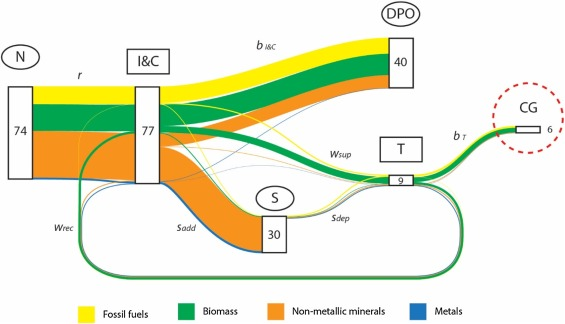 DPO
N
I&C
b I&C
r
40
CG
74
77
6
b T
Wsup
T
9
S
Wrec
Sadd
30
Sdep
Fossil fuels
Biomass
Non-metallic minerals
Metals